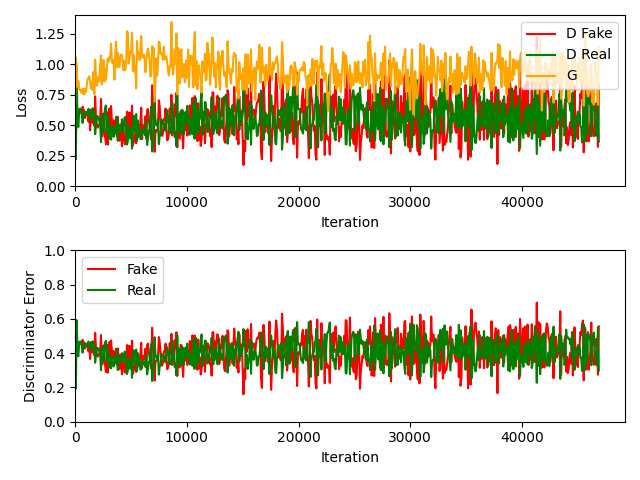 1.25
1.00
0.75
0.50
0.25
0.00
Loss
D Fake
D Real
G
0
10000
20000
30000
40000
Iteration
1.0
0.8
0.6
0.4
0.2
0.0
Discriminator Error
Fake
Real
0
10000
20000
30000
40000
Iteration